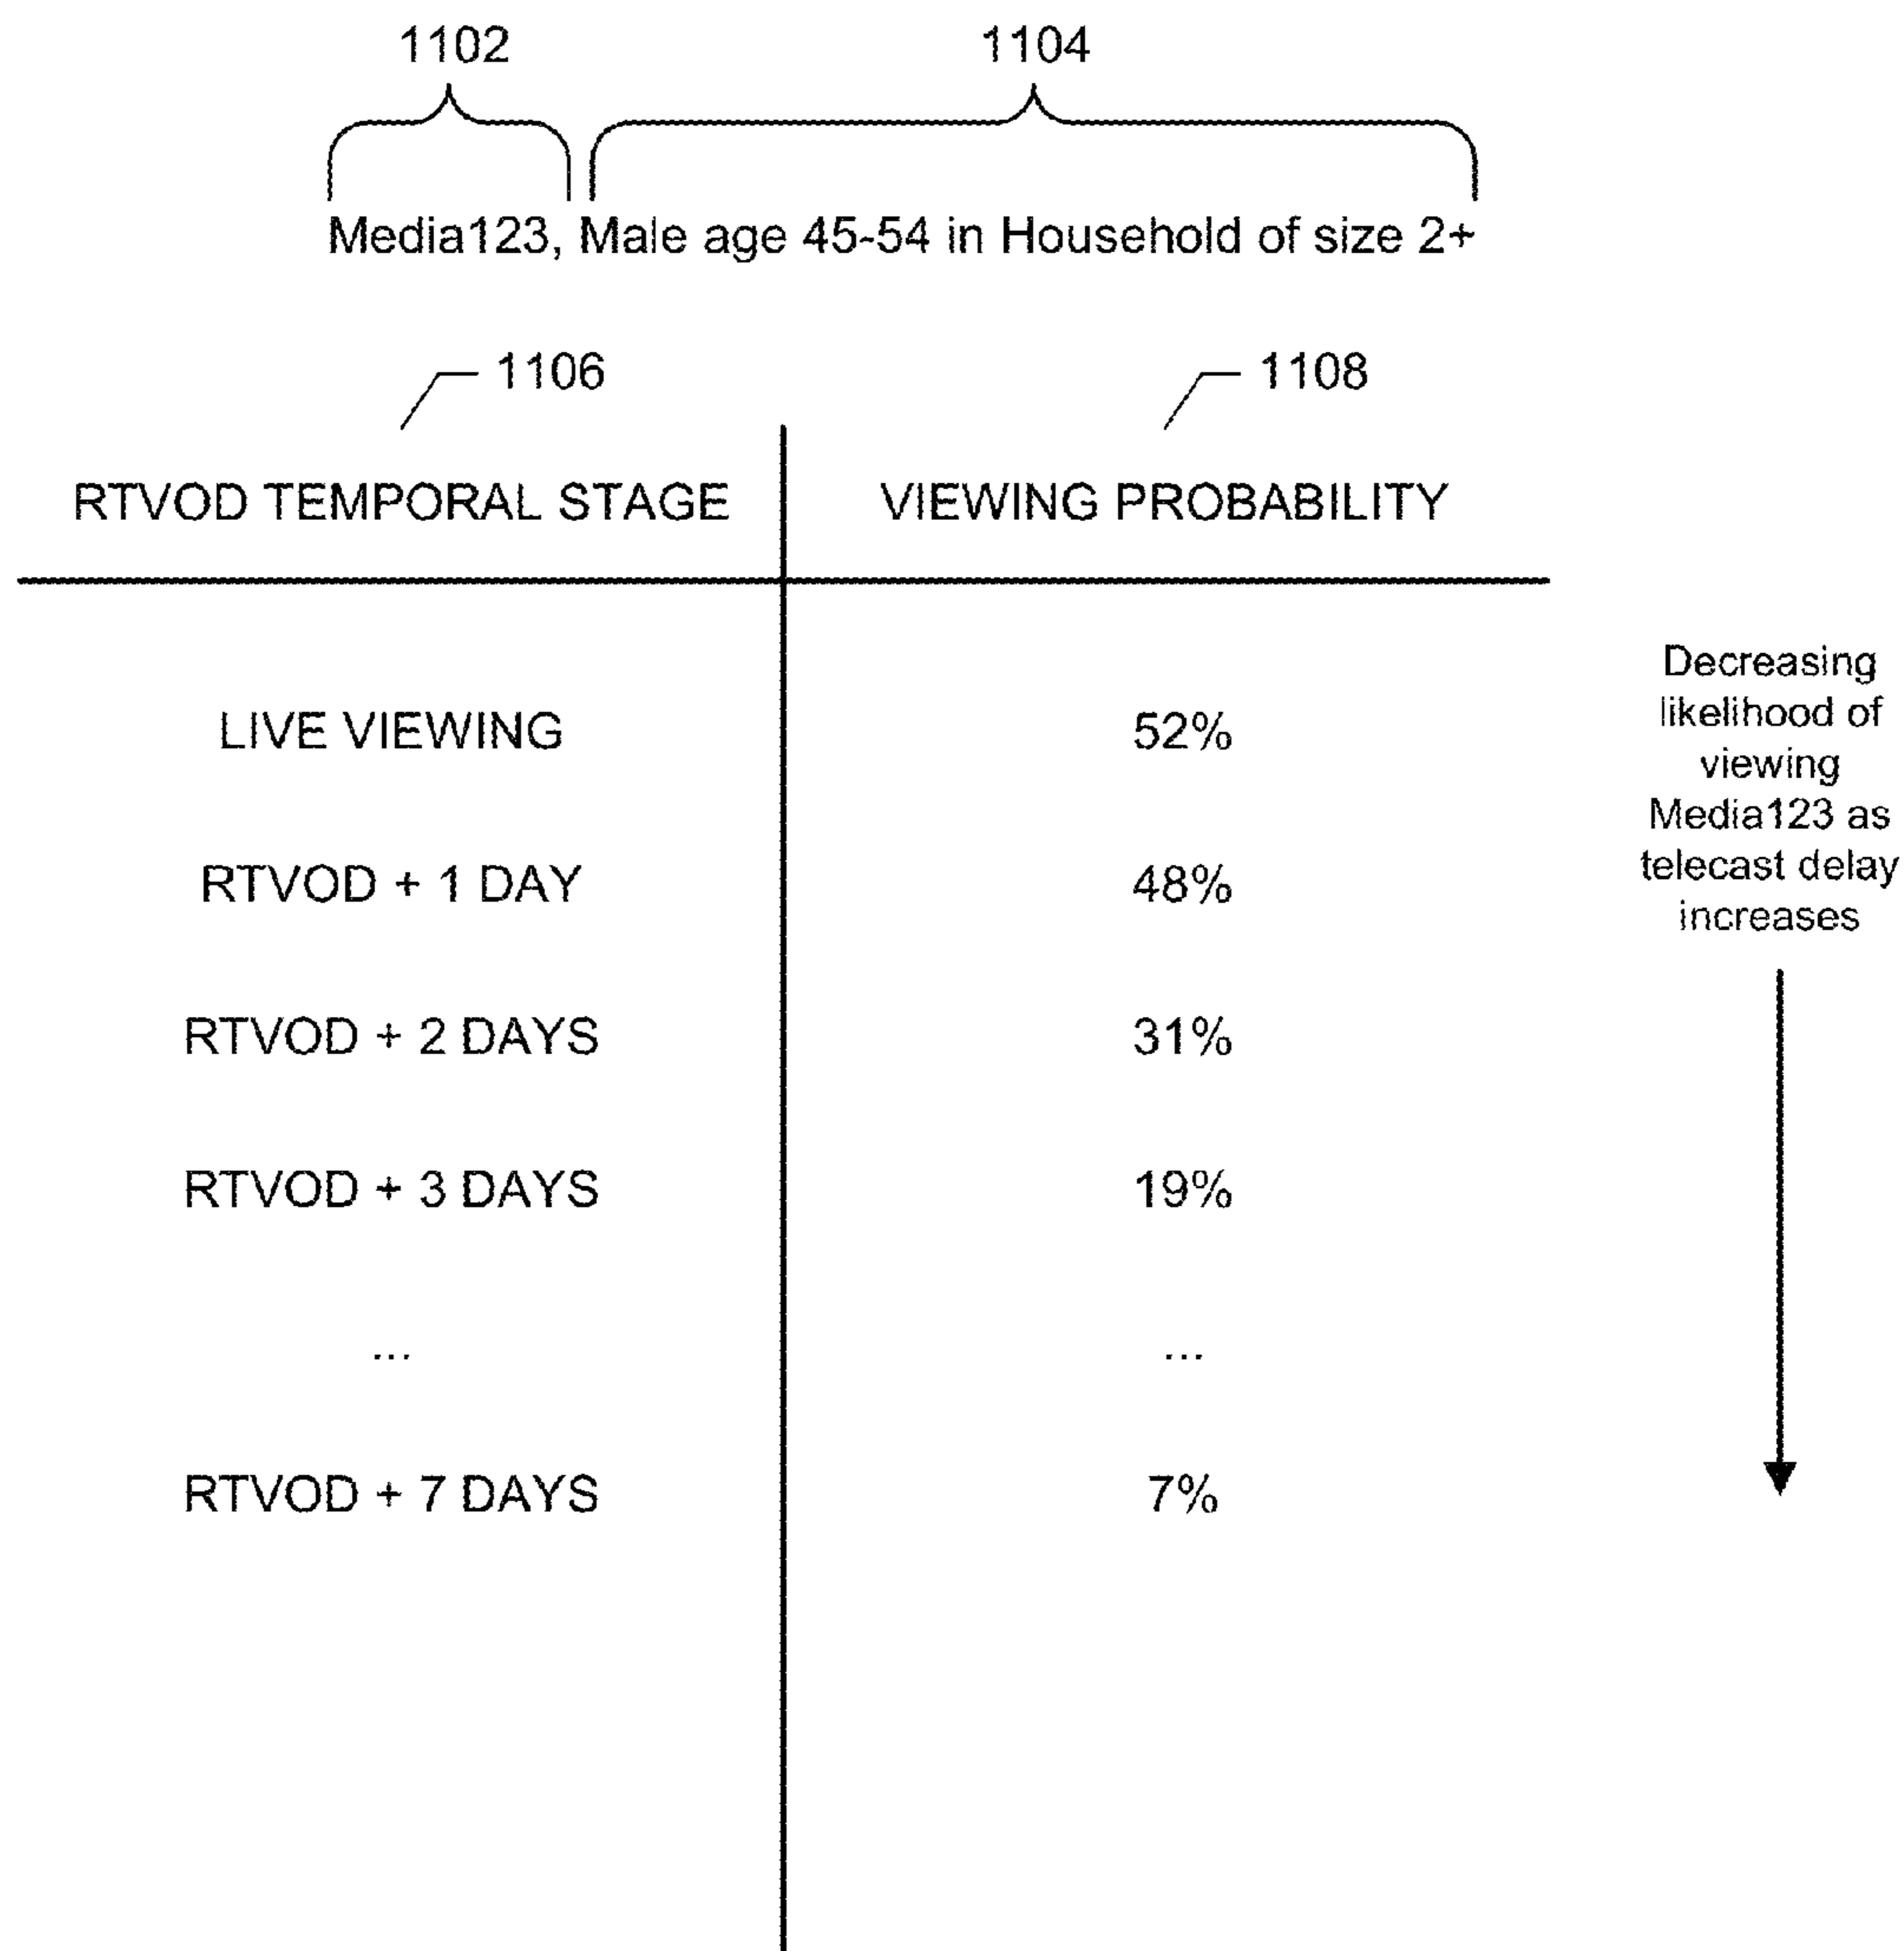 1102 1104
Media123, Male age 45-54 in Household of size 2+
1106 1108
RTVOD TEMPORAL STAGE VIEWING PROBABILITY
LIVE VIEWING 52%
RTVOD + 1 DAY 48%
RTVOD + 2 DAYS 31%
RTVOD + 3 DAYS 19%
... ...
RTVOD + 7 DAYS 7%
Decreasing
likelihood of
viewing
Media123 as
telecast delay
increases